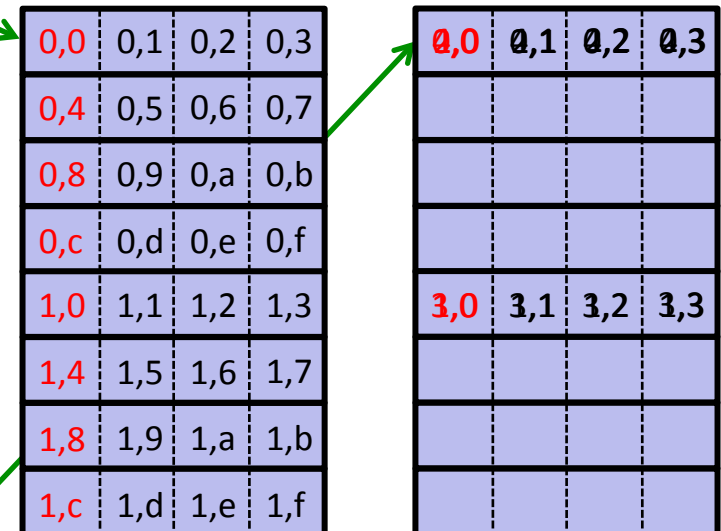 0,0 0,1 0,2 0,3
0,4 0,5 0,6 0,7
0,8 0,9 0,a 0,b
0,c 0,d 0,e 0,f
1,0 1,1 1,2 1,3
1,4 1,5 1,6 1,7
1,8 1,9 1,a 1,b
1,c 1,d 1,e 1,f